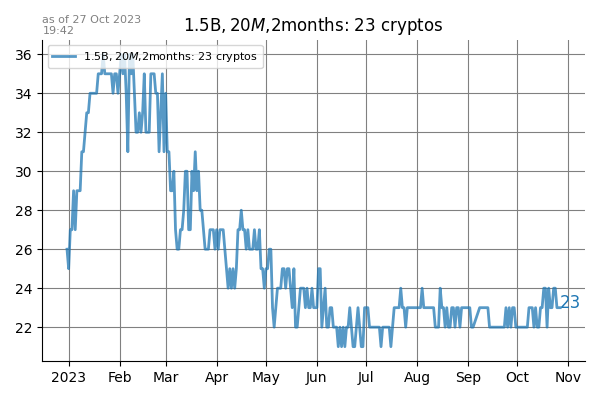 as of 27 Oct 2023
19:42
1.5B, 20M,2months: 23 cryptos
1.5B, 20M,2months: 23 cryptos
36
34
32
30
28
26
24
22
23
2023 Feb Mar Apr May Jun Jul Aug Sep Oct Nov